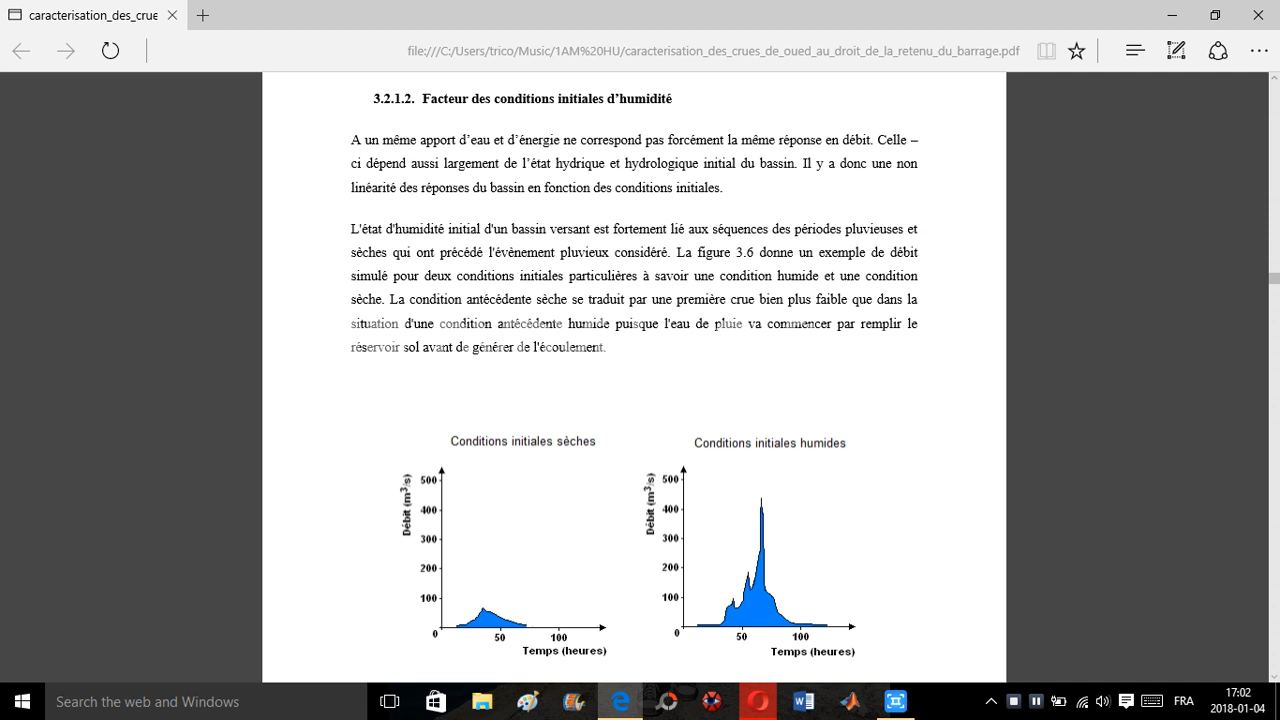 caracterisation_des_crue
file:///C:/Users/trico/Music/1AM%20HU/caracterisation_des_crues_de_oued_au_droit_de_la_retenu_du_barrage.pdf
3.2.1.2. Facteur des conditions initiales d'humidité
A un même apport d'eau et d'énergie ne correspond pas forcément la même réponse en débit. Celle –
ci dépend aussi largement de l'état hydrique et hydrologique initial du bassin. Il y a donc une non
linéarité des réponses du bassin en fonction des conditions initiales.
L'état d'humidité initial d'un bassin versant est fortement lié aux séquences des périodes pluvieuses et
sèches qui ont précédé l'évènement pluvieux considéré. La figure 3.6 donne un exemple de débit
simulé pour deux conditions initiales particulières à savoir une condition humide et une condition
sèche. La condition antécédente sèche se traduit par une première crue bien plus faible que dans la
situation d'une condition antécédente humide puisque l'eau de pluie va commencer par remplir le
réservoir sol avant de générer de l'écoulement.
Conditions initiales sèches
Débit (m³/s)
500
400
300
200
100
0
50
100
Temps (heures)
Conditions initiales humides
Débit (m³/s)
500
400
300
200
100
0
50
100
Temps (heures)
Search the web and Windows
FRA
17:02
2018-01-04